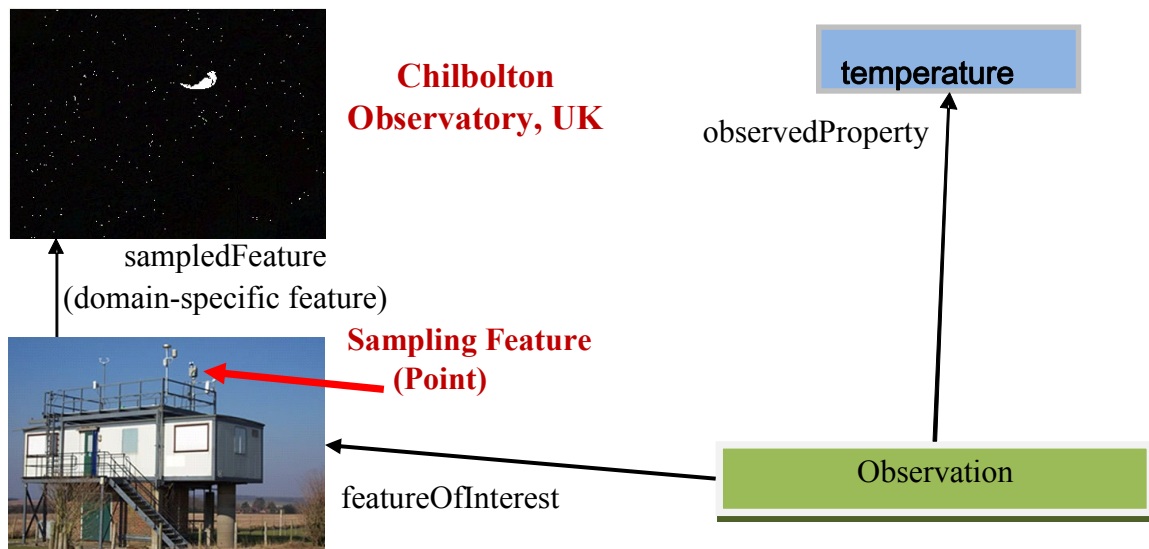 Chilbolton
Observatory, UK
temperature
observedProperty
sampledFeature
(domain-specific feature)
Sampling Feature
(Point)
featureOfInterest
Observation